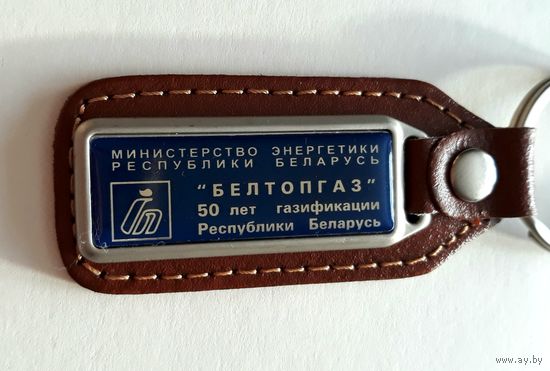 МИНИСТЕРСТВО ЭНЕРГЕТИКИ
РЕСПУБЛИКИ БЕЛАРУСЬ
"БЕЛТОПГАЗ"
50 лет газификации
Республики Беларусь
www.ay.by